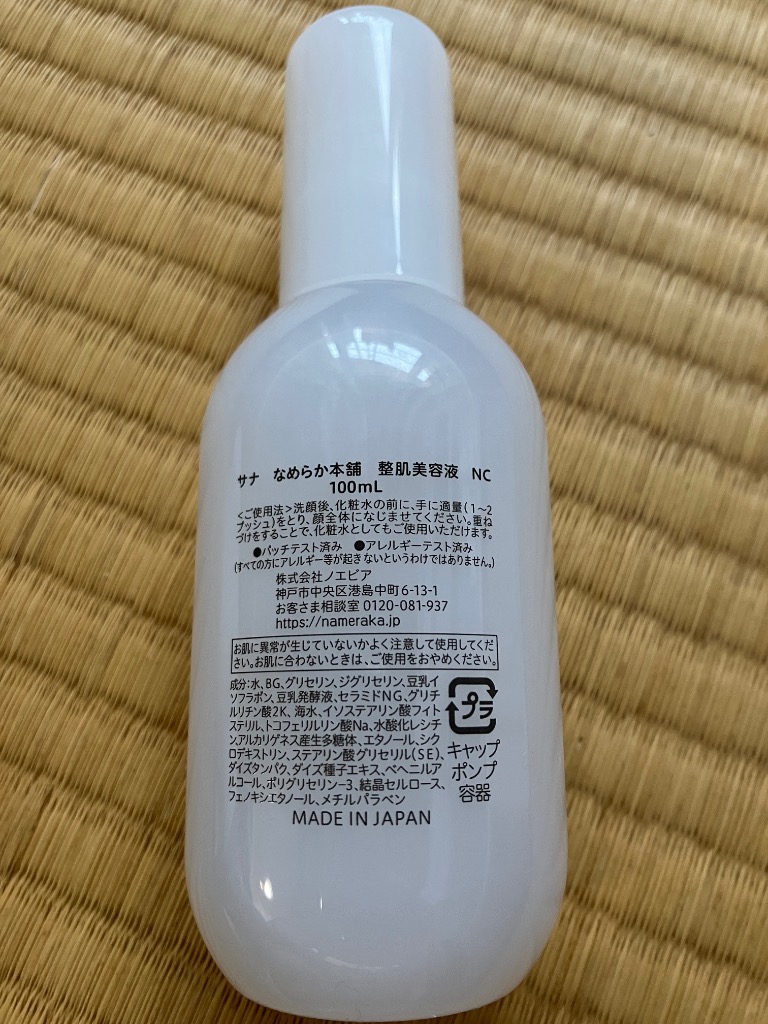 サナ なめらか本舗 整肌美容液 NC
100mL
＜ご使用法＞洗顔後、化粧水の前に、手に適量(1〜2
プッシュ)をとり、顔全体になじませてください。重ね
づけをすることで、化粧水としてもご使用いただけます。
●パッチテスト済み ●アレルギーテスト済み
(すべての方にアレルギー等が起きないというわけではありません。)
株式会社ノエビア
神戸市中央区港島中町6-13-1
お客さま相談室 0120-081-937
https://nameraka.jp
お肌に異常が生じていないかよく注意して使用してくだ
さい。お肌に合わないときは、ご使用をおやめください。
成分:水、BG、グリセリン、ジグリセリン、豆乳イ
ソフラボン、豆乳発酵液、セラミドNG、グリチ
ルリチン酸2K、海水、イソステアリン酸フィト
ステリル、トコフェリルリン酸Na、水酸化レシチ
ン、アルカリゲネス産生多糖体、エタノール、シク
ロデキストリン、ステアリン酸グリセリル(SE)、
ダイズタンパク、ダイズ種子エキス、ベヘニルア
ルコール、ポリグリセリン-3、結晶セルロース、
フェノキシエタノール、メチルパラベン
プラ
キャップ
ポンプ
容器
MADE IN JAPAN